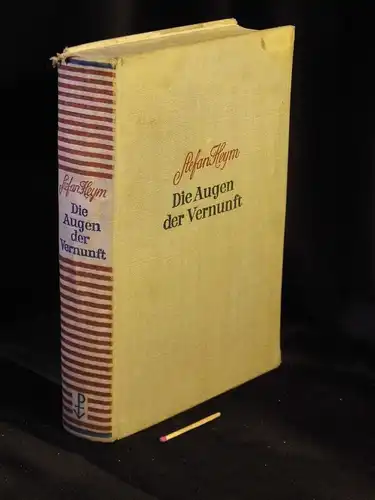 Stefan Heym
Die
Augen
der
Vernunft
Stefan Heym
Die Augen
der Vernunft